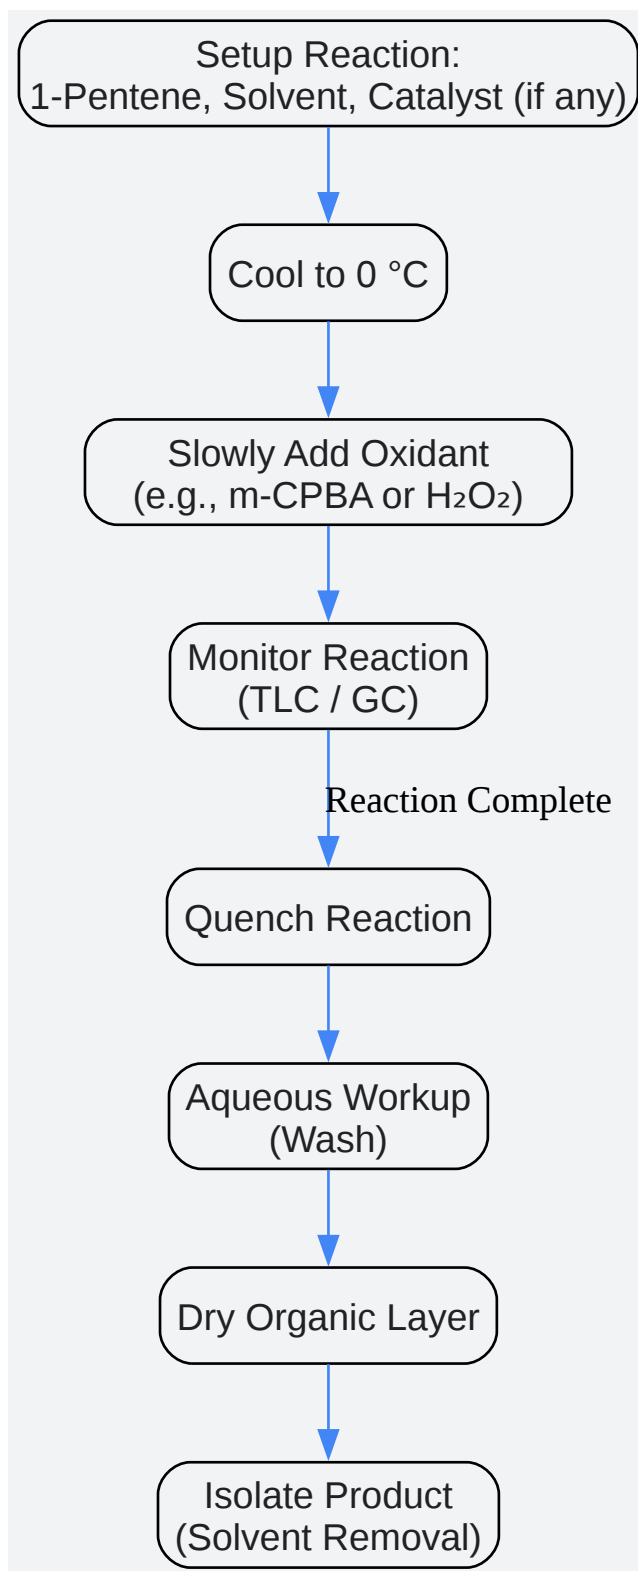 Setup Reaction:
1-Pentene, Solvent, Catalyst (if any)
Cool to 0 °C
Slowly Add Oxidant
(e.g., m-CPBA or H₂O₂)
Monitor Reaction
(TLC / GC)
Reaction Complete
Quench Reaction
Aqueous Workup
(Wash)
Dry Organic Layer
Isolate Product
(Solvent Removal)